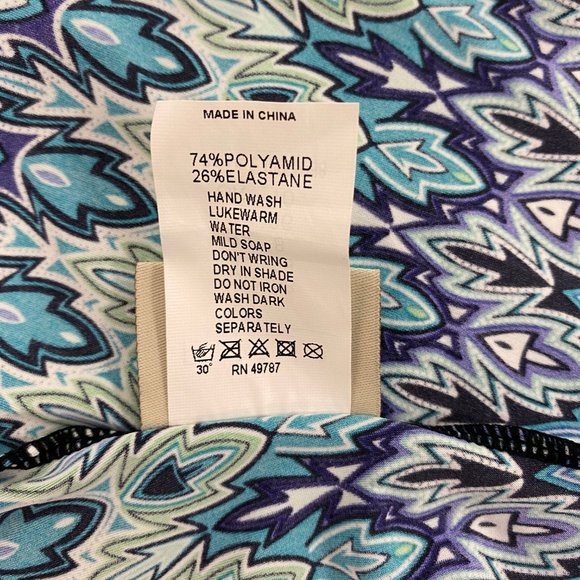 MADE IN CHINA
74%POLYAMID
26%ELASTANE
HAND WASH
LUKEWARM
WATER
MILD SOAP
DON'T WRING
DRY IN SHADE
DO NOT IRON
WASH DARK
COLORS
SEPARATELY
30° RN 49787